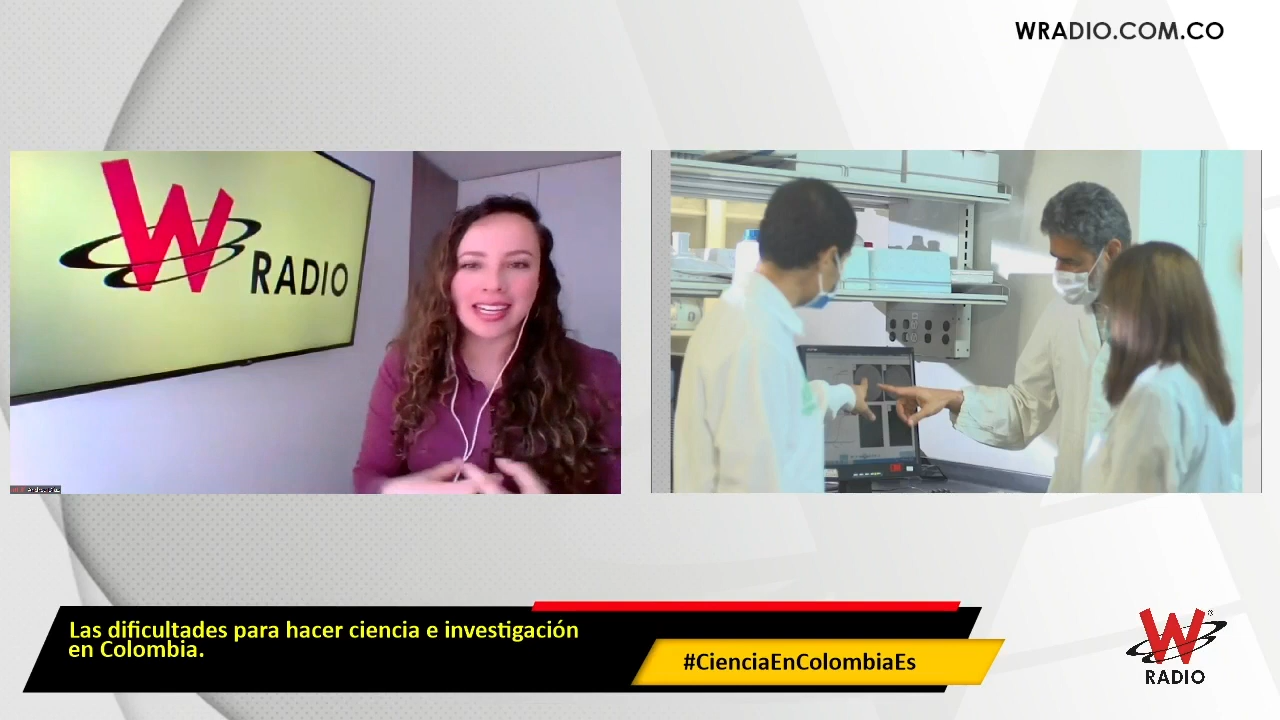 WRADIO.COM.CO
W
RADIO
Las dificultades para hacer ciencia e investigación
en Colombia.
#CienciaEnColombiaEs
W®
RADIO